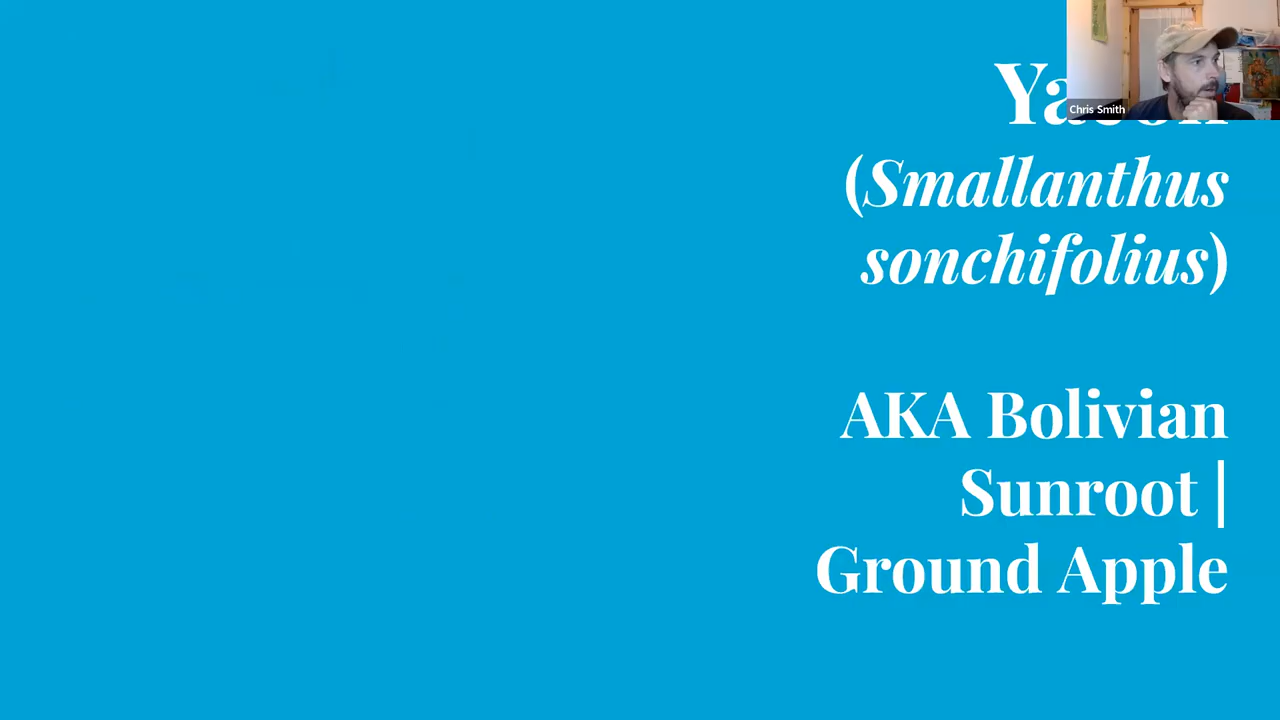 Chris Smith
(Smallanthus
sonchifolius)
AKA Bolivian
Sunroot |
Ground Apple